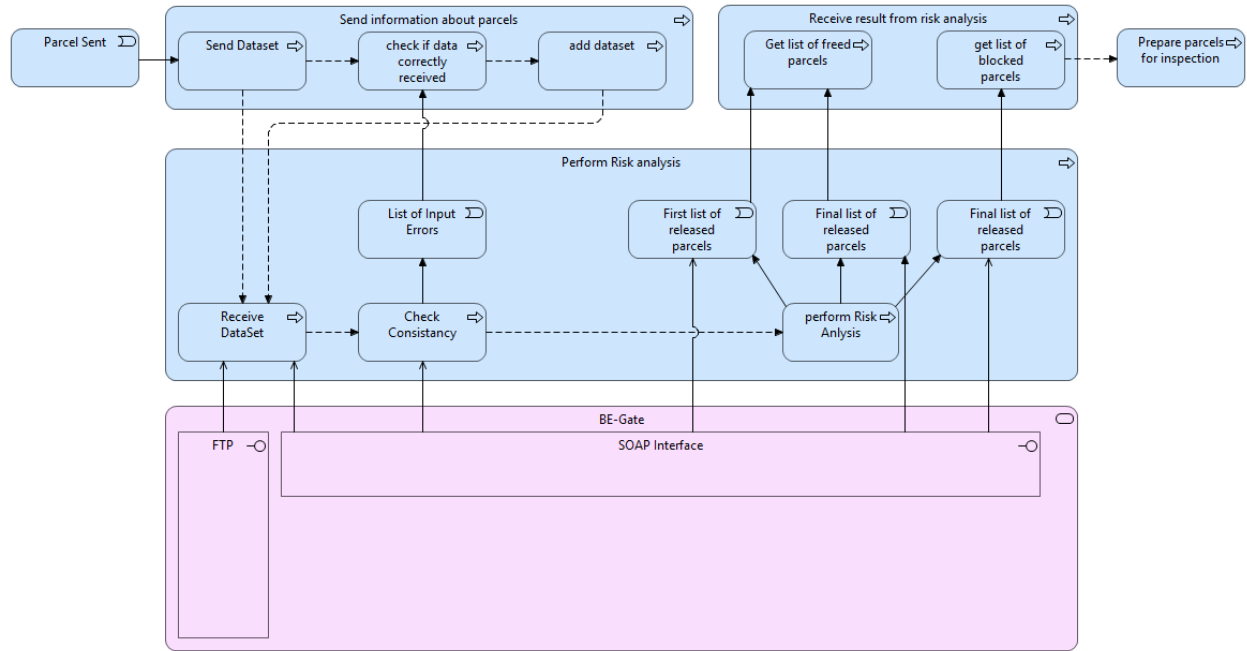 Send information about parcels
Receive result from risk analysis
Parcel Sent
Send Dataset
check if data
correctly
received
add dataset
Get list of freed
parcels
get list of
blocked
parcels
Prepare parcels
for inspection
Perform Risk analysis
List of Input
Errors
First list of
released
parcels
Final list of
released
parcels
Final list of
released
parcels
Receive
DataSet
Check
Consistancy
perform Risk
Anlysis
BE-Gate
FTP
SOAP Interface